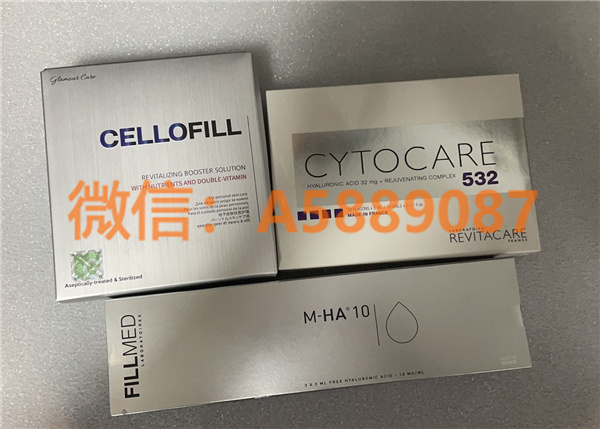 Glamour Care
CELLOFILL
REVITALIZING BOOSTER SOLUTION
WITH NUTRIENTS AND DOUBLE-VITAMIN
Aseptically-treated & Sterilized
CYTOCARE
532
HYALURONIC ACID 32 mg + REJUVENATING COMPLEX
MADE IN FRANCE
LABORATOIRE
REVITACARE
FRANCE
微信：A5889087
FILLMED
LABORATOIRES
M-HA®10
3 X 3 ML FREE HYALURONIC ACID - 10 MG/ML